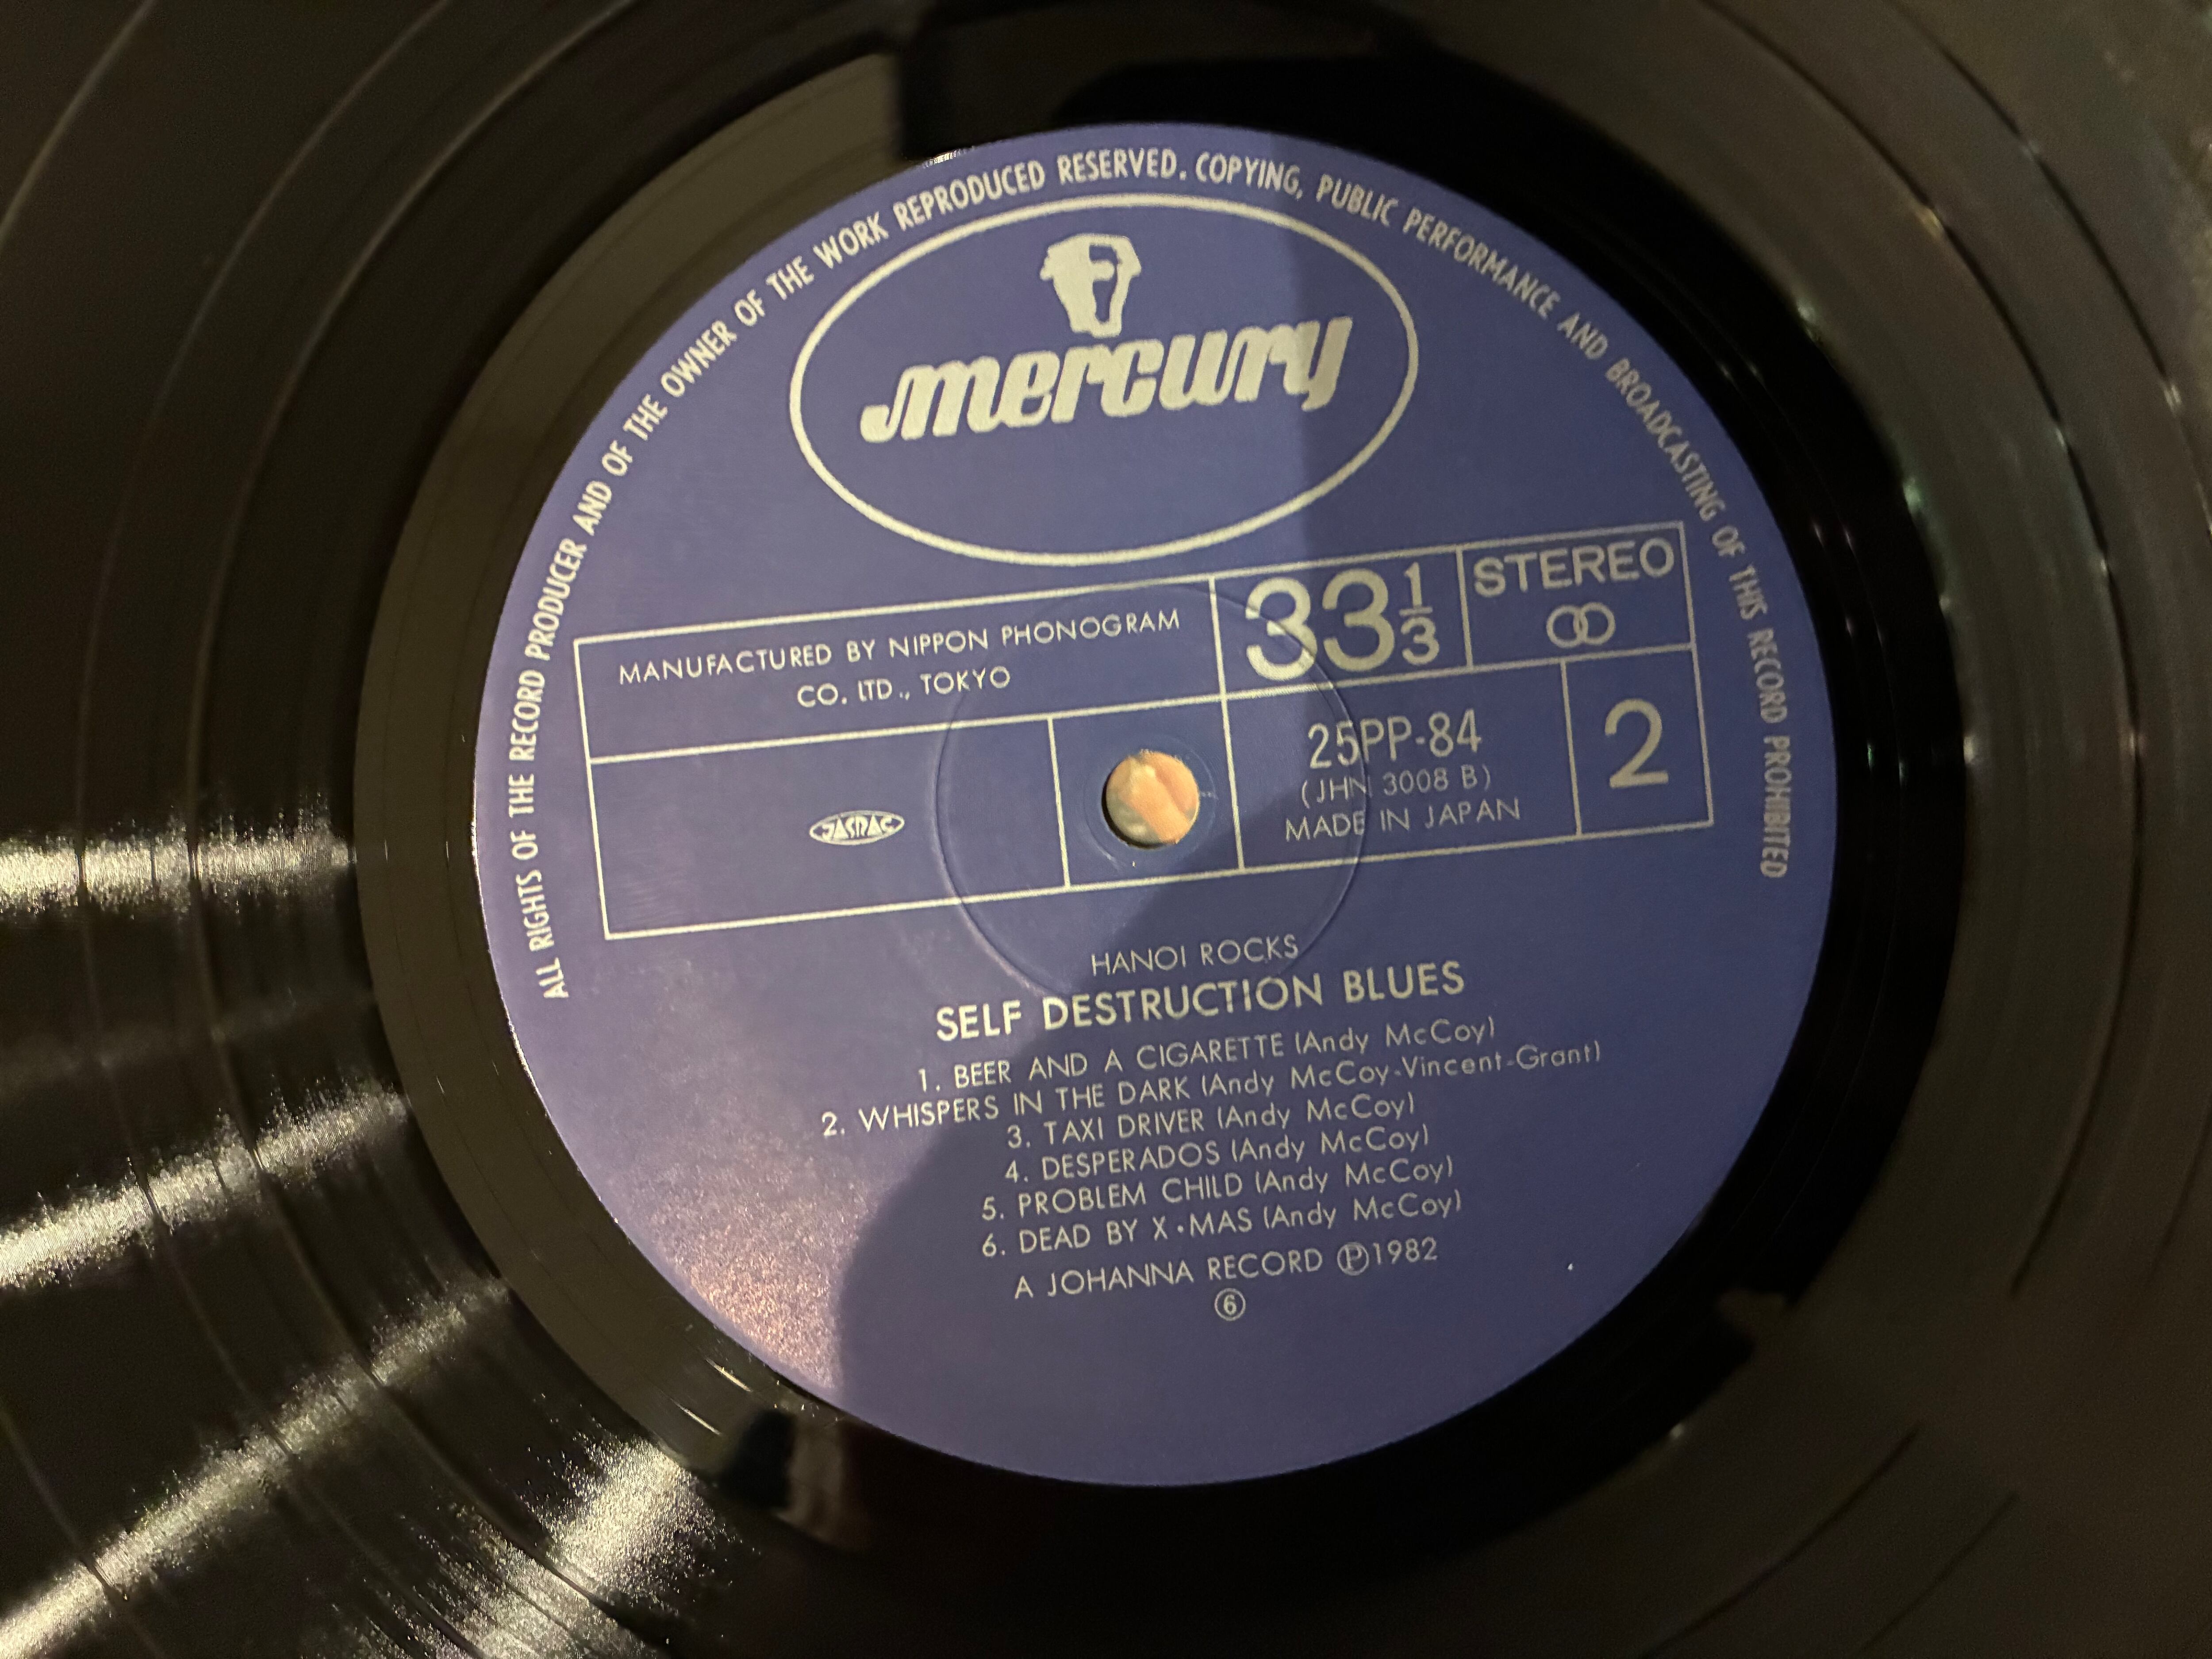 ALL RIGHTS OF THE RECORD PRODUCER AND OF THE OWNER OF THE WORK REPRODUCED RESERVED. COPYING, PUBLIC PERFORMANCE AND BROADCASTING OF THIS RECORD PROHIBITED
mercury
MANUFACTURED BY NIPPON PHONOGRAM
CO. LTD., TOKYO
33 1/3
STEREO
JASRAC
25PP-84
(JHN 3008 B)
MADE IN JAPAN
2
HANOI ROCKS
SELF DESTRUCTION BLUES
1. BEER AND A CIGARETTE (Andy McCoy)
2. WHISPERS IN THE DARK (Andy McCoy-Vincent-Grant)
3. TAXI DRIVER (Andy McCoy)
4. DESPERADOS (Andy McCoy)
5. PROBLEM CHILD (Andy McCoy)
6. DEAD BY X•MAS (Andy McCoy)
A JOHANNA RECORD Ⓟ1982
⑥